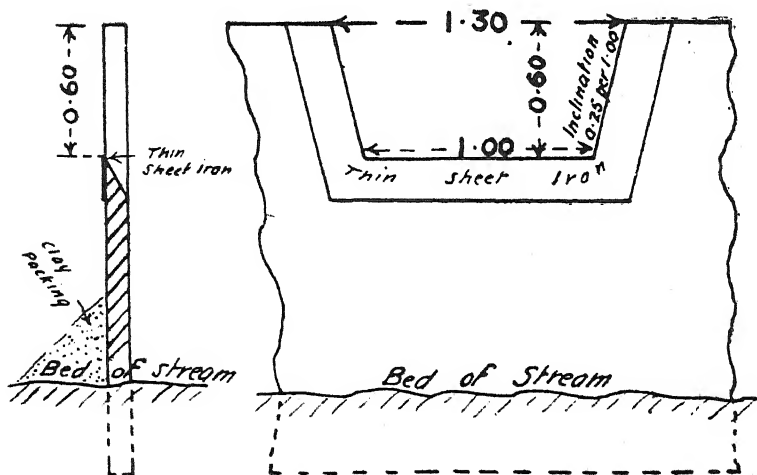 0.60
Thin
Sheet iron
Clay
Packing
Bed of Stream
1.30
0.60
Inclination
0.25 per 1.00
1.00
Thin sheet Iron
Bed of Stream